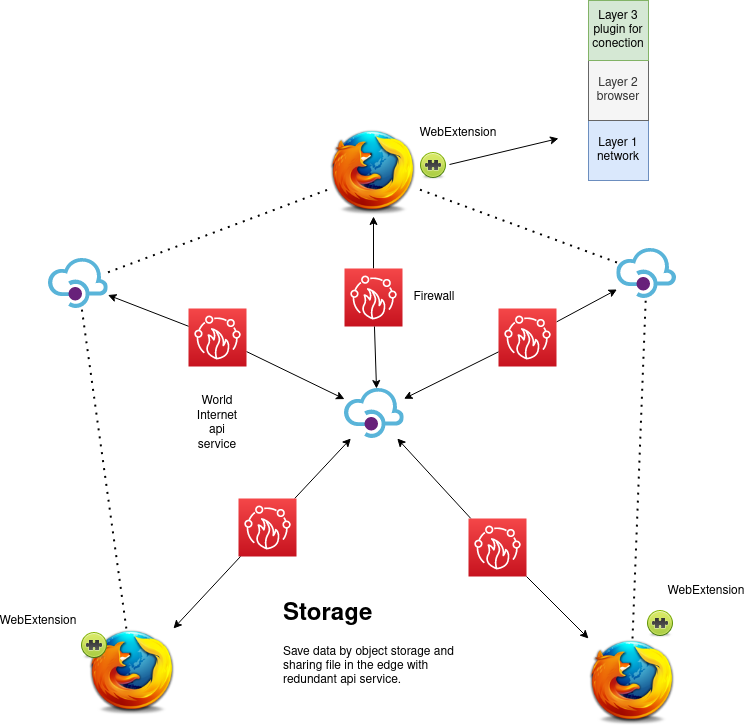 Layer 3
plugin for
conection
Layer 2
browser
Layer 1
network
WebExtension
Firewall
World
Internet
api
service
WebExtension
WebExtension
Storage
Save data by object storage and
sharing file in the edge with
redundant api service.